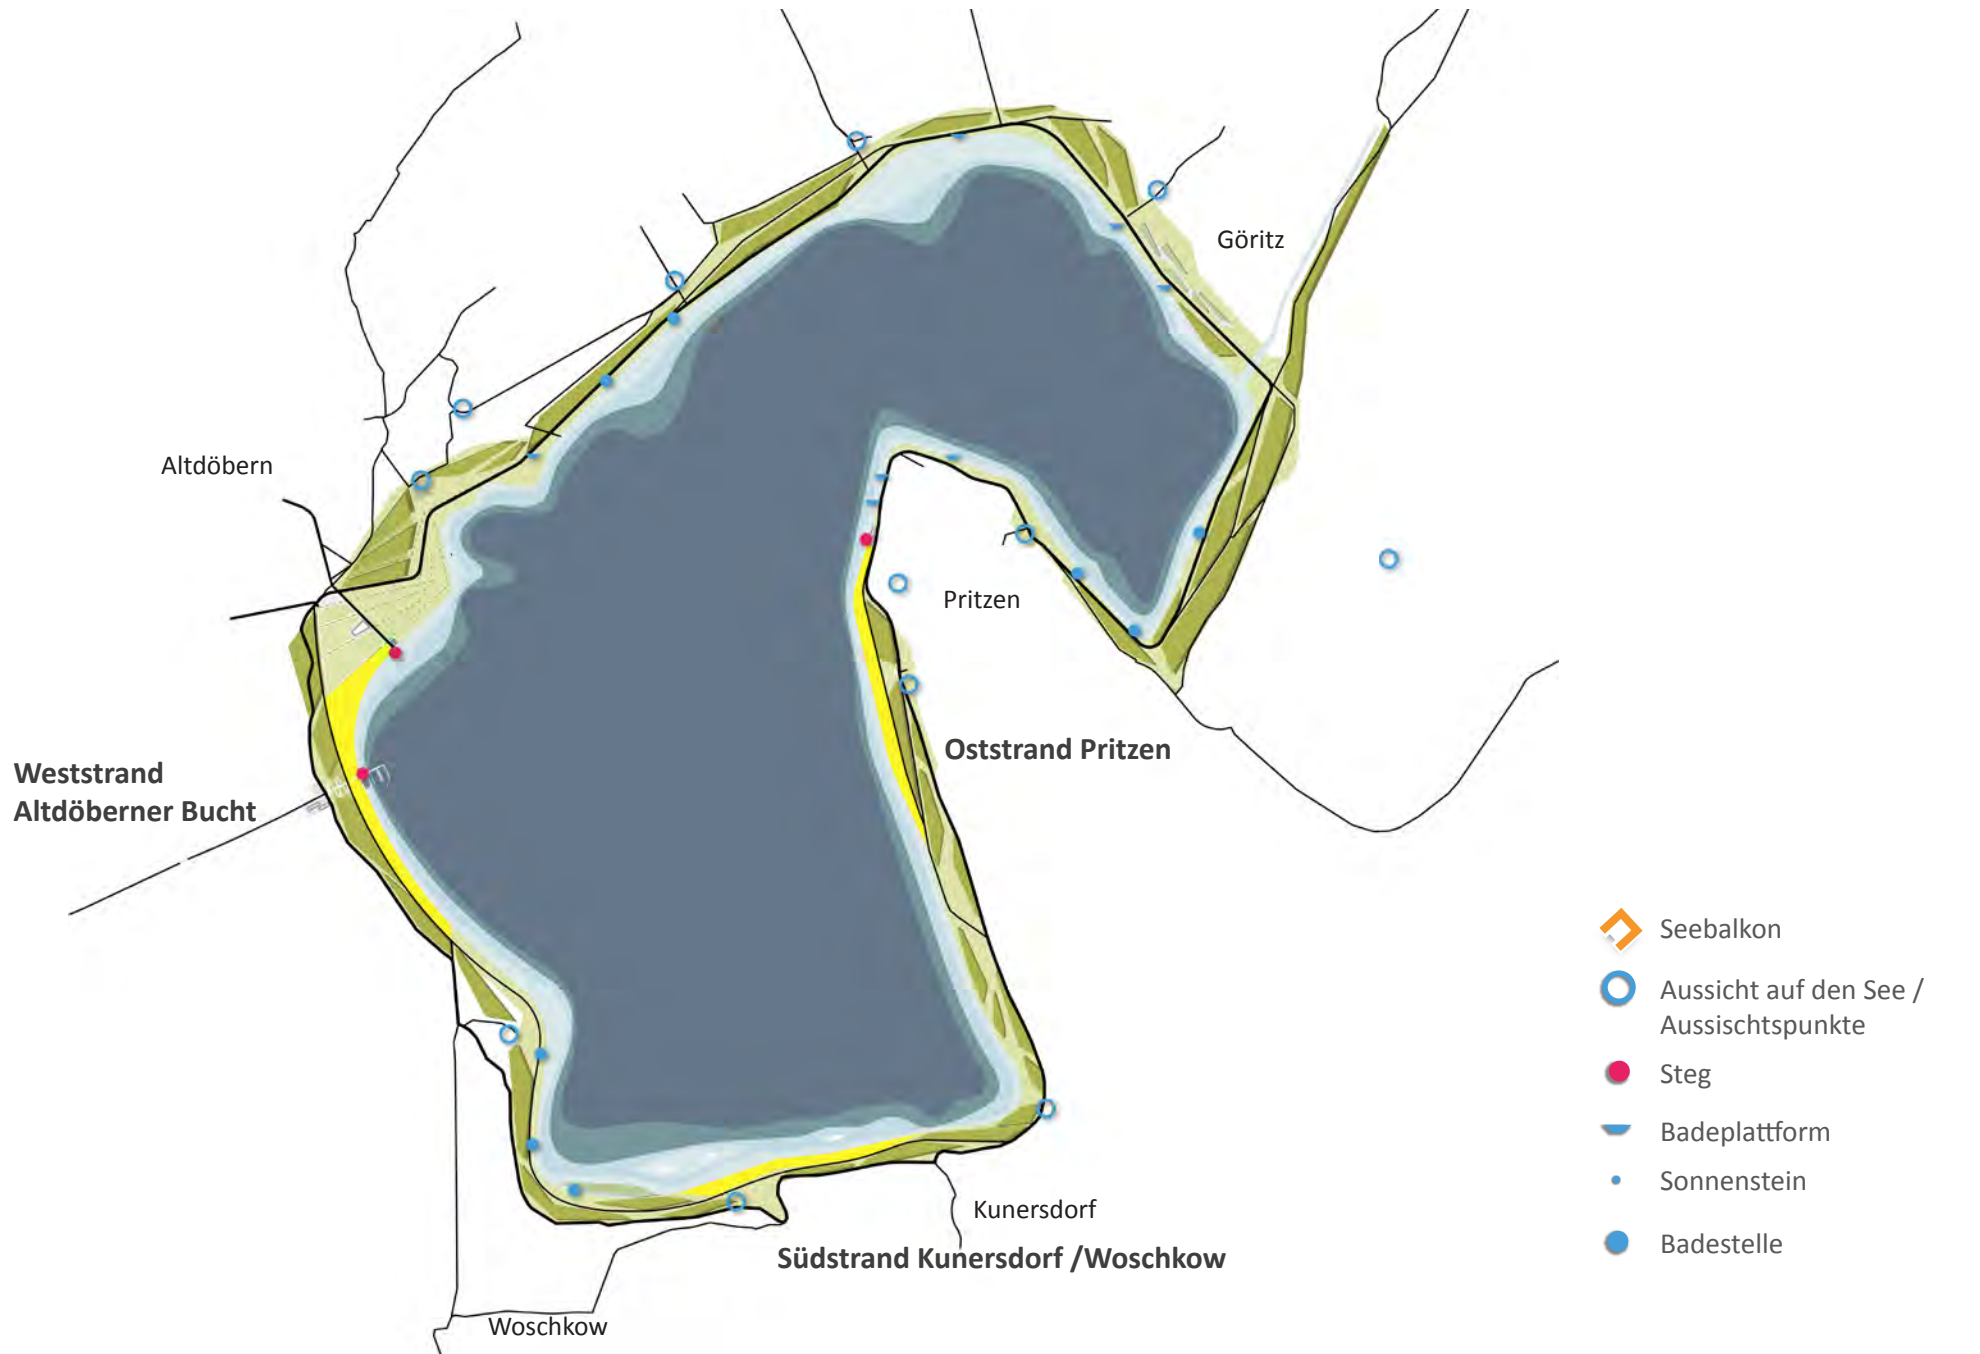 Göritz
Altdöbern
Pritzen
Oststrand Pritzen
Weststrand
Altdöberner Bucht
Kunersdorf
Südstrand Kunersdorf /Woschkow
Woschkow
Seebalkon
Aussicht auf den See /
Aussischtspunkte
Steg
Badeplattform
Sonnenstein
Badestelle